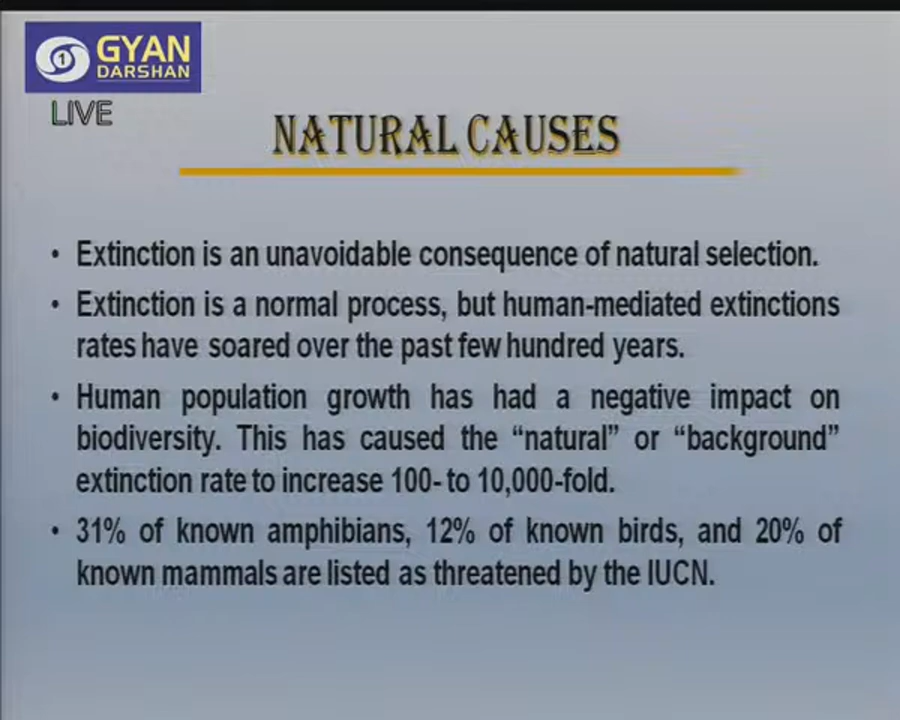 1 GYAN
DARSHAN
LIVE
NATURAL CAUSES
• Extinction is an unavoidable consequence of natural selection.
• Extinction is a normal process, but human-mediated extinctions
rates have soared over the past few hundred years.
• Human population growth has had a negative impact on
biodiversity. This has caused the “natural” or “background”
extinction rate to increase 100- to 10,000-fold.
• 31% of known amphibians, 12% of known birds, and 20% of
known mammals are listed as threatened by the IUCN.